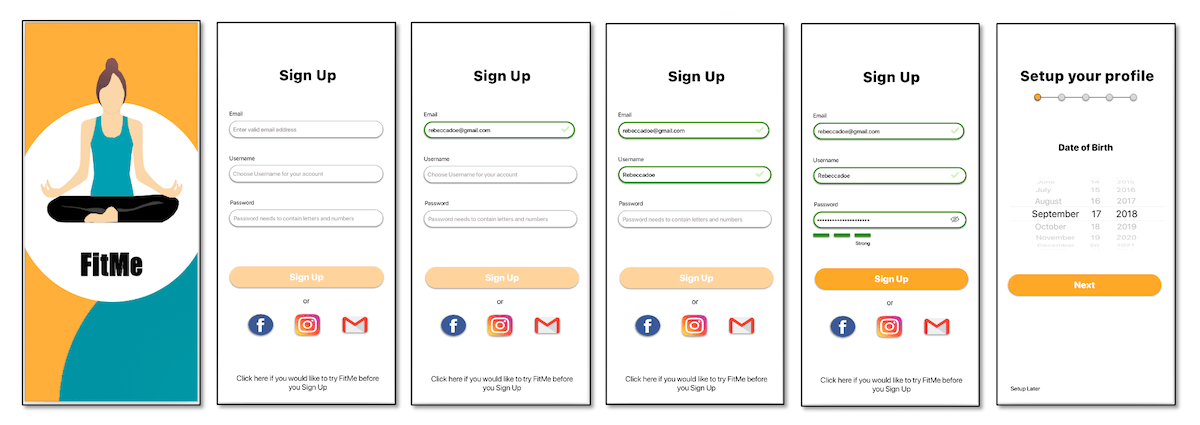 FitMe
Sign Up
Email
Enter valid email address
Username
Choose Username for your account
Password
Password needs to contain letters and numbers
Sign Up
or
Click here if you would like to try FitMe before
you Sign Up
Sign Up
Email
rebeccadoe@gmail.com
Username
Choose Username for your account
Password
Password needs to contain letters and numbers
Sign Up
or
Click here if you would like to try FitMe before
you Sign Up
Sign Up
Email
rebeccadoe@gmail.com
Username
Rebeccadoe
Password
Password needs to contain letters and numbers
Sign Up
or
Click here if you would like to try FitMe before
you Sign Up
Sign Up
Email
rebeccadoe@gmail.com
Username
Rebeccadoe
Password
••••••••••••••••••••
Strong
Sign Up
or
Click here if you would like to try FitMe before
you Sign Up
Setup your profile
Date of Birth
June 14 2015
July 15 2016
August 16 2017
September 17 2018
October 18 2019
November 19 2020
Next
Setup Later